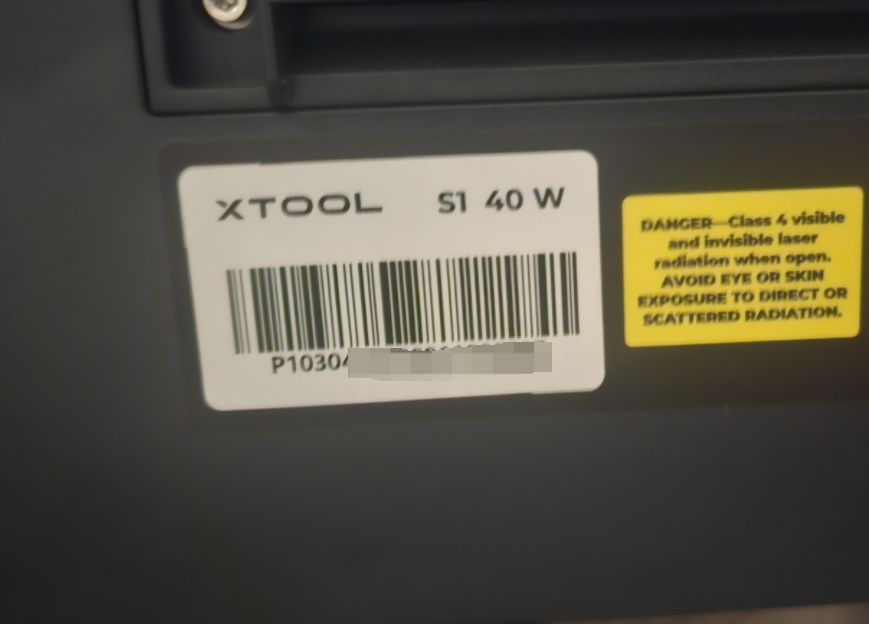 XTOOL S1 40 W
P10304
DANGER—Class 4 visible
and invisible laser
radiation when open.
AVOID EYE OR SKIN
EXPOSURE TO DIRECT OR
SCATTERED RADIATION.